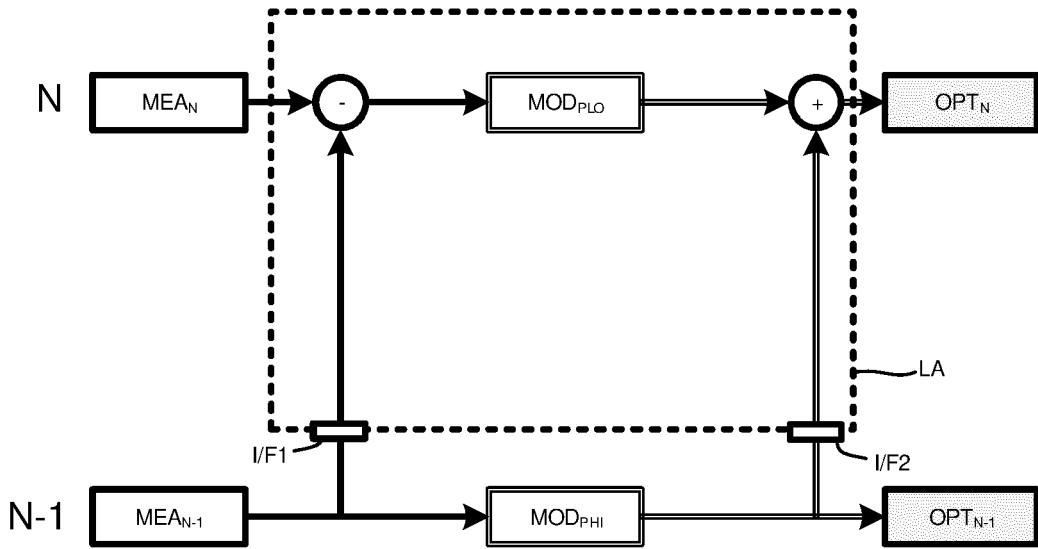 N
MEA_N
-
MOD_PLO
+
OPT_N
LA
I/F1
I/F2
N-1
MEA_N-1
MOD_PHI
OPT_N-1